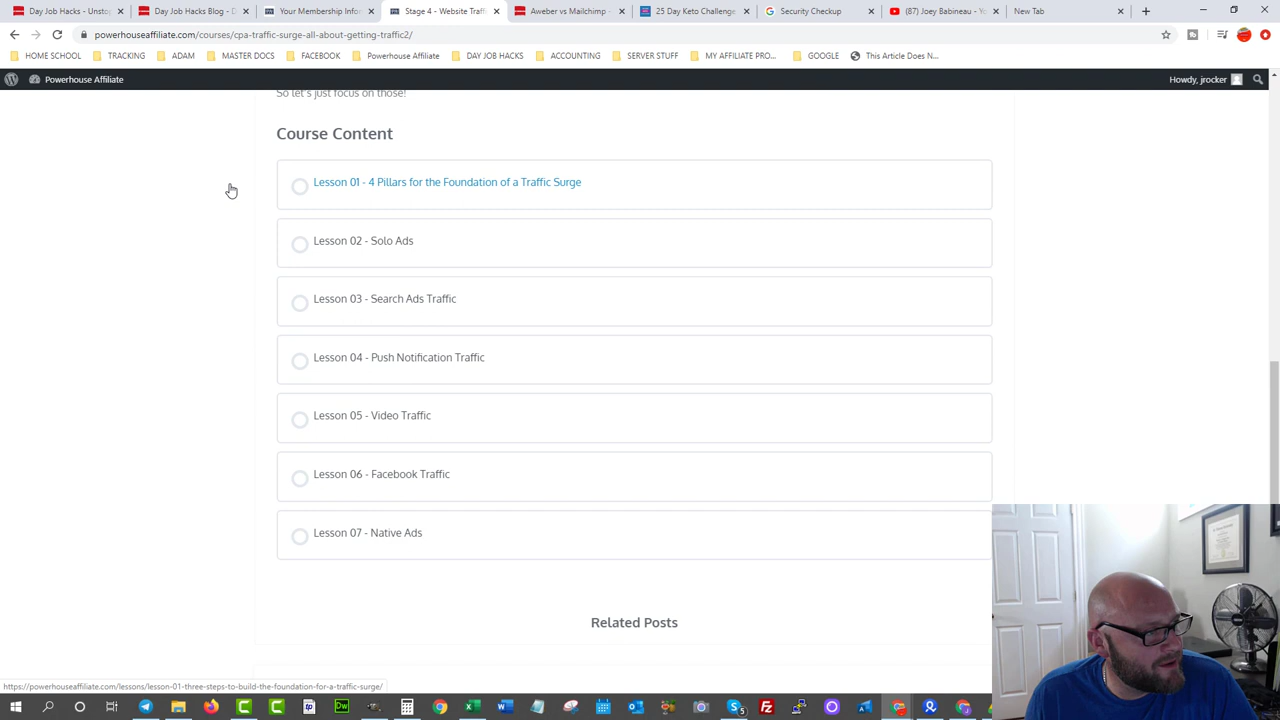 Day Job Hacks - Unsto
Day Job Hacks Blog - D
Your Membership Infor
Stage 4 - Website Traffi
Aweber vs Mailchimp -
25 Day Keto Challenge
Security Checkup
(87) Joey Babineau - Yo
New Tab
powerhouseaffiliate.com/courses/cpa-traffic-surge-all-about-getting-traffic2/
HOME SCHOOL
TRACKING
ADAM
MASTER DOCS
FACEBOOK
Powerhouse Affiliate
DAY JOB HACKS
ACCOUNTING
SERVER STUFF
MY AFFILIATE PRO...
GOOGLE
This Article Does N...
Powerhouse Affiliate
Howdy, jrocker
So let's just focus on those!
Course Content
Lesson 01 - 4 Pillars for the Foundation of a Traffic Surge
Lesson 02 - Solo Ads
Lesson 03 - Search Ads Traffic
Lesson 04 - Push Notification Traffic
Lesson 05 - Video Traffic
Lesson 06 - Facebook Traffic
Lesson 07 - Native Ads
Related Posts
https://powerhouseaffiliate.com/lessons/lesson-01-three-steps-to-build-the-foundation-for-a-traffic-surge/